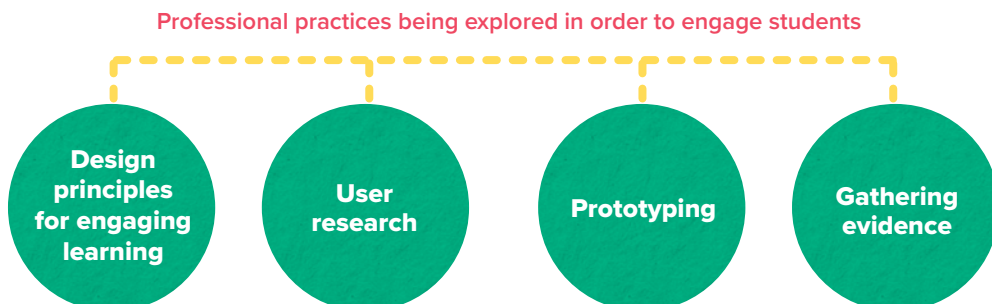 Professional practices being explored in order to engage students
Design
principles
for engaging
learning
User
research
Prototyping
Gathering
evidence